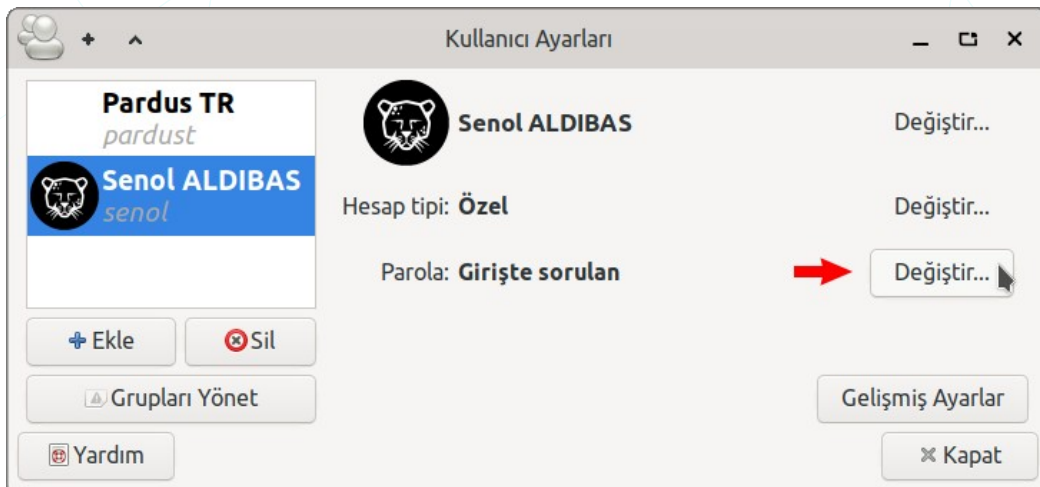 Kullanıcı Ayarları
Pardus TR
pardust
Senol ALDIBAS
senol
Ekle
Sil
Grupları Yönet
Yardım
Senol ALDIBAS
Değiştir...
Hesap tipi: Özel
Değiştir...
Parola: Girişte sorulan
Değiştir...
Gelişmiş Ayarlar
Kapat